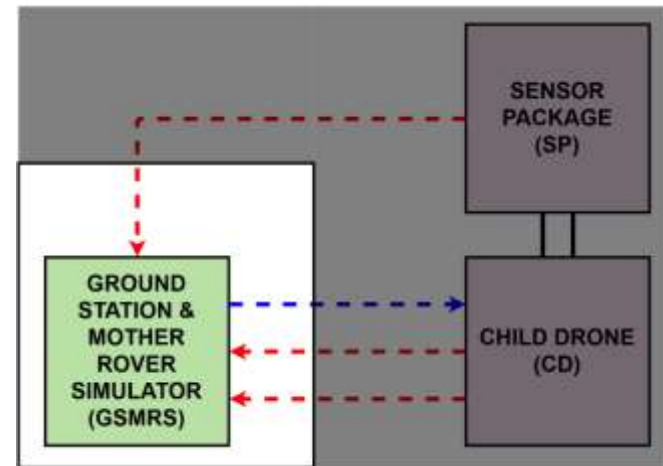 SENSOR
PACKAGE
(SP)
GROUND
STATION &
MOTHER
ROVER
SIMULATOR
(GSMRS)
CHILD DRONE
(CD)